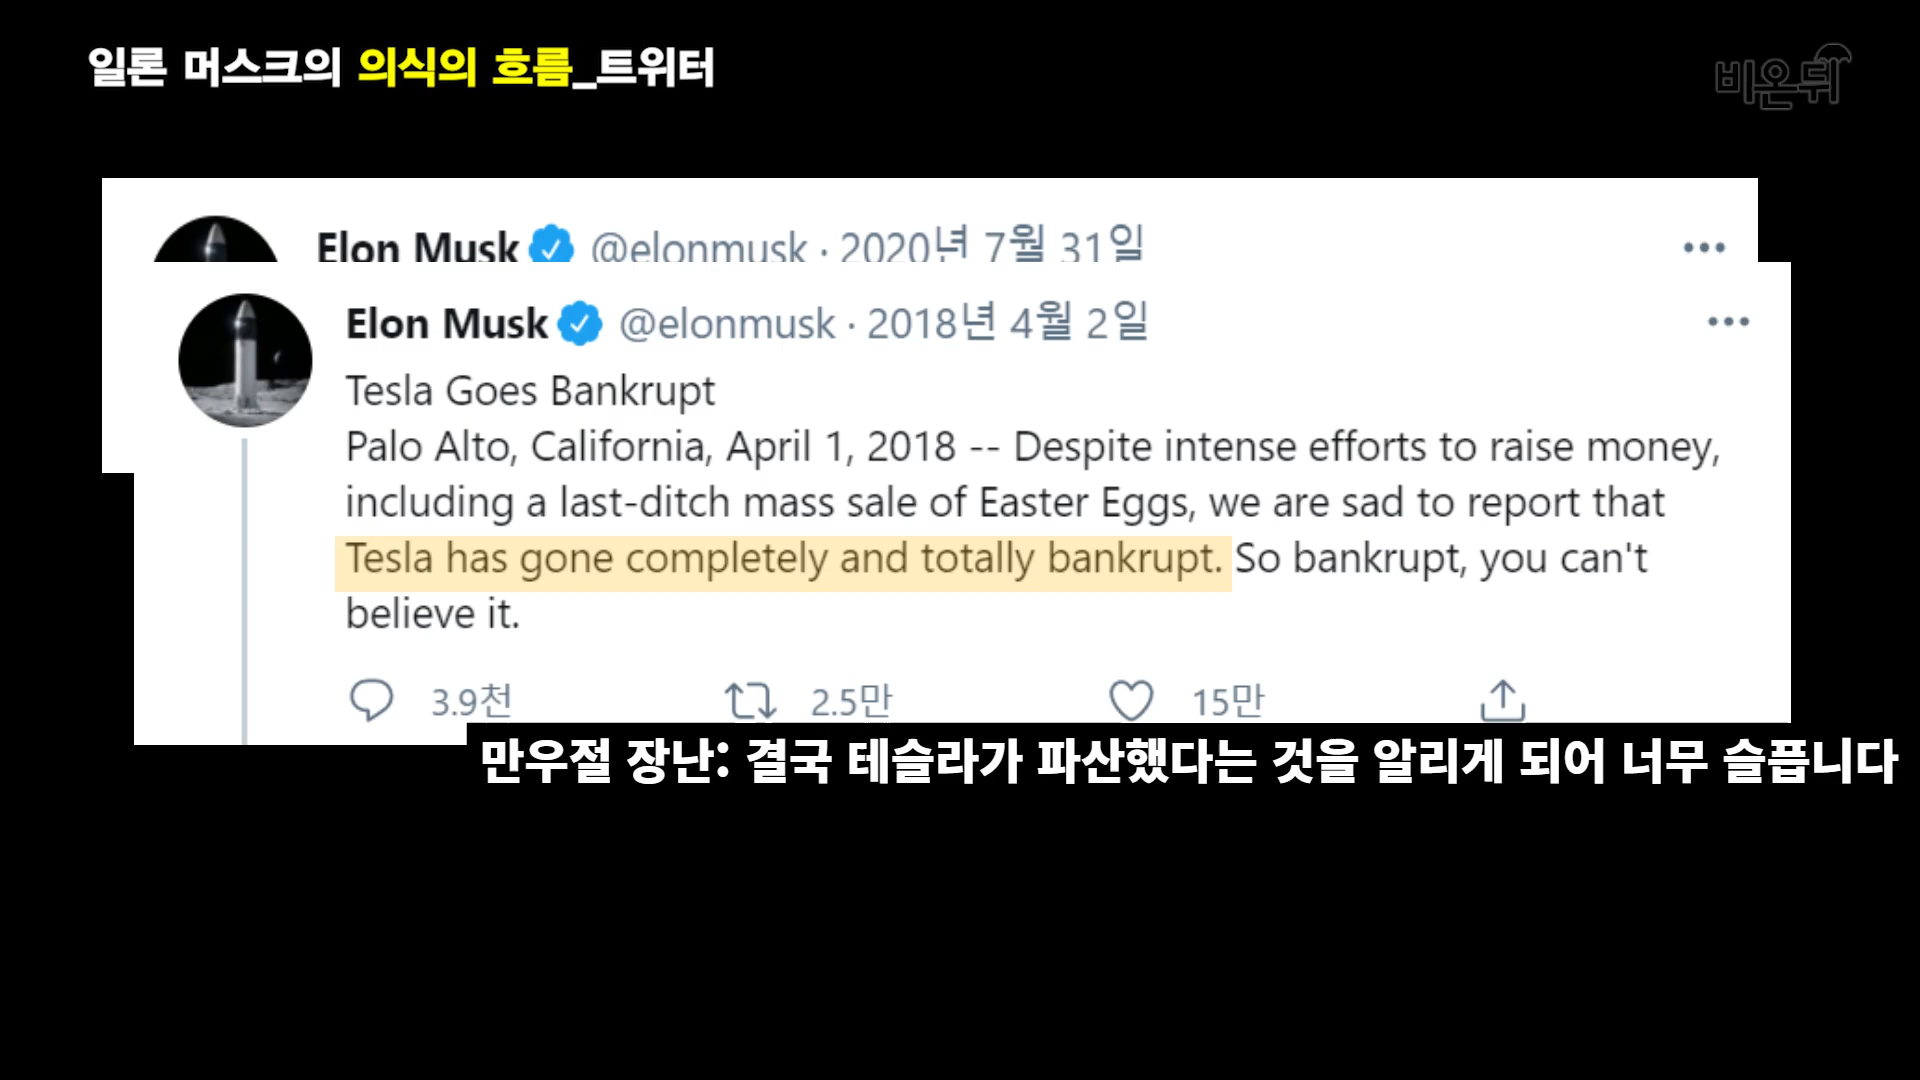 일론 머스크의 의식의 흐름_트위터
비온뒤
Elon Musk @elonmusk · 2020년 7월 31일
Elon Musk @elonmusk · 2018년 4월 2일
Tesla Goes Bankrupt
Palo Alto, California, April 1, 2018 -- Despite intense efforts to raise money,
including a last-ditch mass sale of Easter Eggs, we are sad to report that
Tesla has gone completely and totally bankrupt. So bankrupt, you can't
believe it.
3.9천 2.5만 15만
만우절 장난: 결국 테슬라가 파산했다는 것을 알리게 되어 너무 슬픕니다